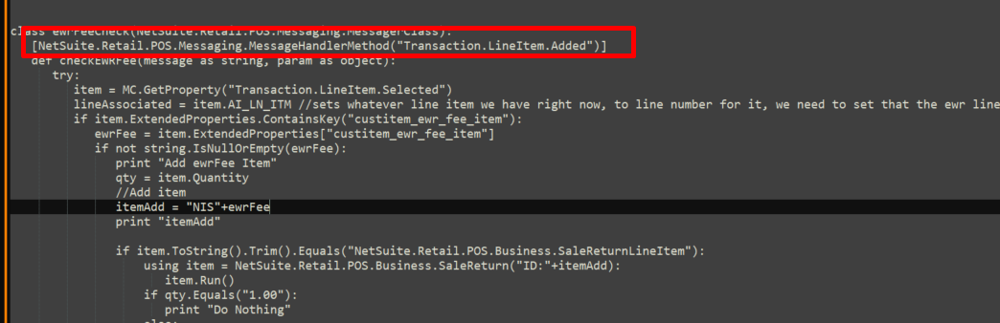 class ewrFeeCheck(NetSuite.Retail.POS.Messaging.MessagerClass):
[NetSuite.Retail.POS.Messaging.MessageHandlerMethod("Transaction.LineItem.Added")]
def checkEWRFee(message as string, param as object):
try:
item = MC.GetProperty("Transaction.LineItem.Selected")
lineAssociated = item.AI_LN_ITM //sets whatever line item we have right now, to line number for it, we need to set that the ewr line
if item.ExtendedProperties.ContainsKey("custitem_ewr_fee_item"):
ewrFee = item.ExtendedProperties["custitem_ewr_fee_item"]
if not string.IsNullOrEmpty(ewrFee):
print "Add ewrFee Item"
qty = item.Quantity
//Add item
itemAdd = "NIS"+ewrFee
print "itemAdd"
if item.ToString().Trim().Equals("NetSuite.Retail.POS.Business.SaleReturnLineItem"):
using item = NetSuite.Retail.POS.Business.SaleReturn("ID:"+itemAdd):
item.Run()
if qty.Equals("1.00"):
print "Do Nothing"
else: